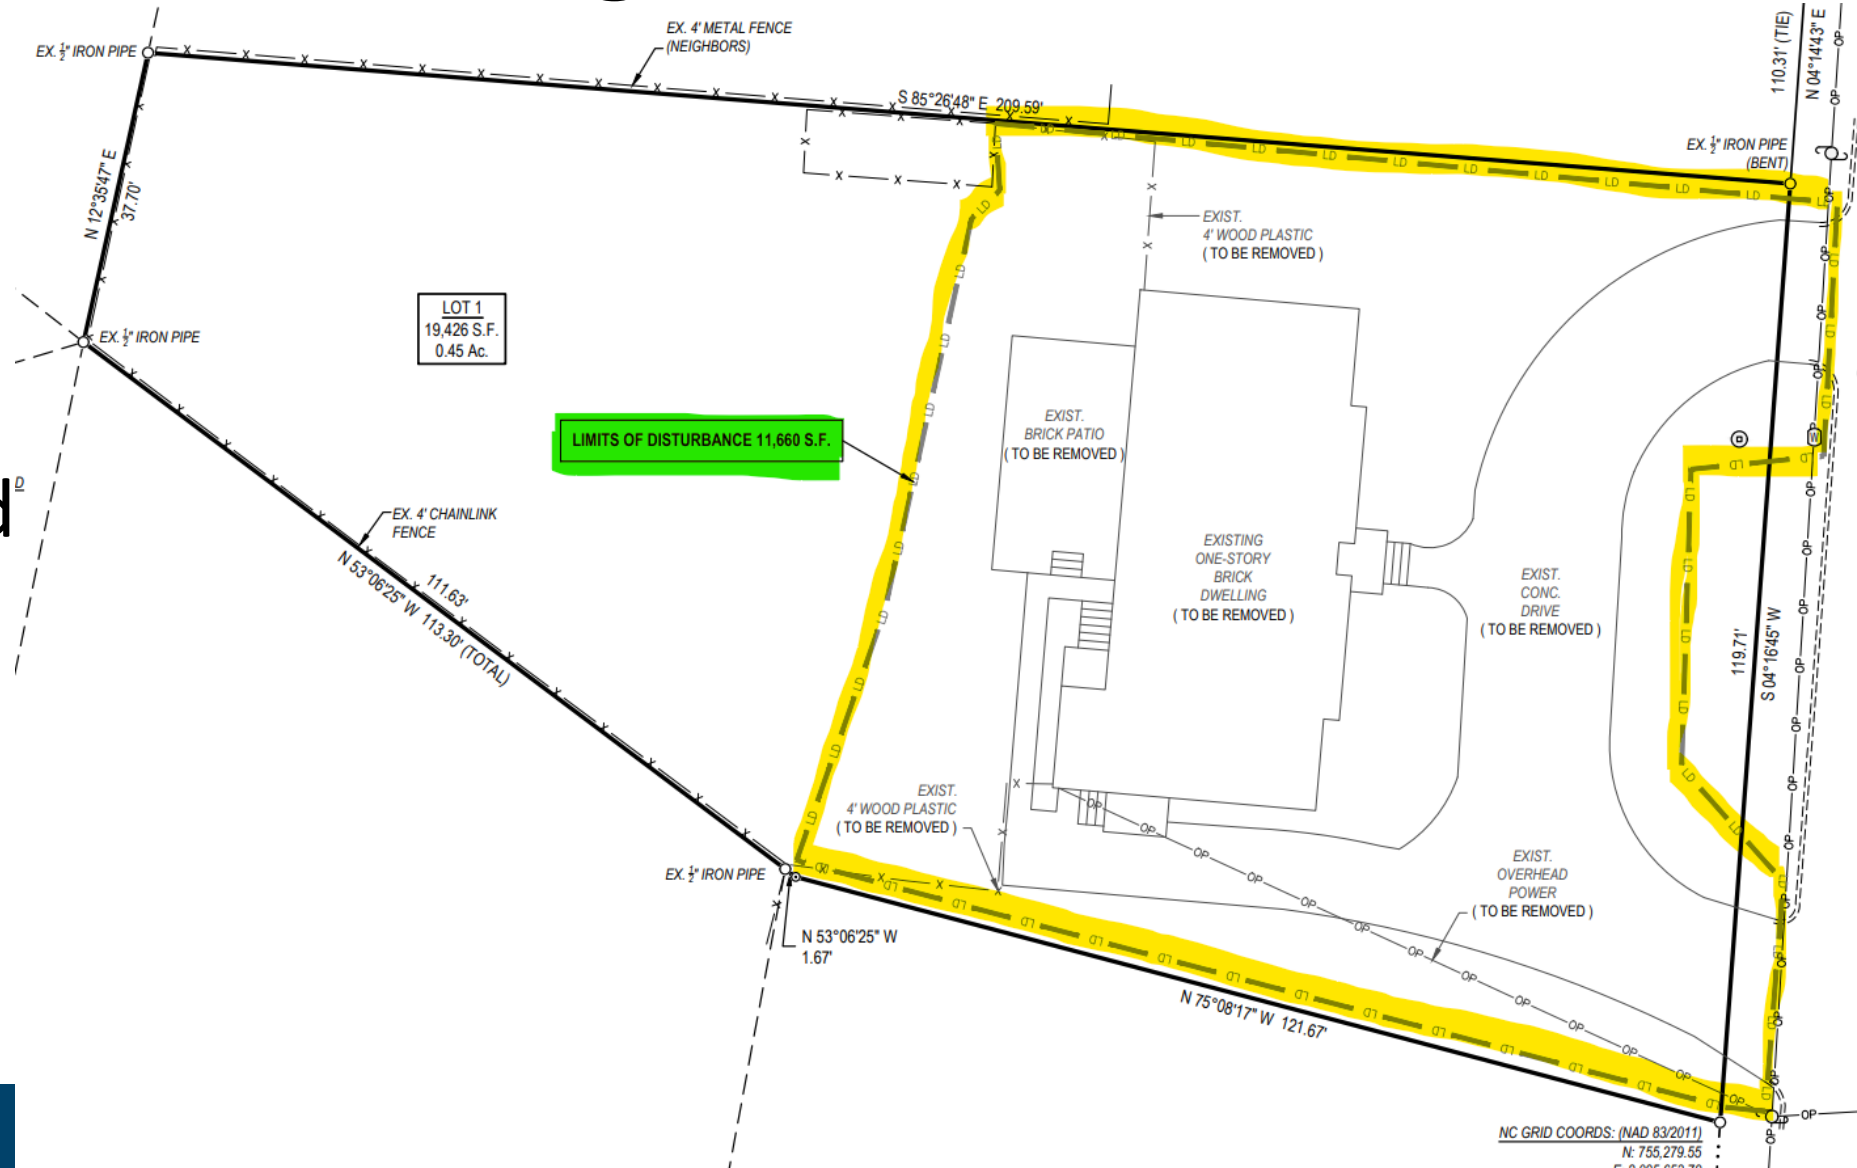 EX. 4' METAL FENCE
(NEIGHBORS)
EX. ½" IRON PIPE
S 85°26'48" E 209.59'
110.31' (TIE)
N 04°14'43" E
EX. ½" IRON PIPE
(BENT)
N 12°35'47" E
37.70'
EXIST.
4' WOOD PLASTIC
( TO BE REMOVED )
LOT 1
19,426 S.F.
0.45 Ac.
EX. ½" IRON PIPE
LIMITS OF DISTURBANCE 11,660 S.F.
EXIST.
BRICK PATIO
( TO BE REMOVED )
D
d
EX. 4' CHAINLINK
FENCE
N 53°06'25" W 113.30' (TOTAL)
111.63'
EXISTING
ONE-STORY
BRICK
DWELLING
( TO BE REMOVED )
EXIST.
CONC.
DRIVE
( TO BE REMOVED )
119.71'
S 04°16'45" W
W
EXIST.
4' WOOD PLASTIC
( TO BE REMOVED )
EX. ½" IRON PIPE
EXIST.
OVERHEAD
POWER
( TO BE REMOVED )
N 53°06'25" W
1.67'
N 75°08'17" W 121.67'
LD
OP
X
NC GRID COORDS: (NAD 83/2011)
N: 755,279.55